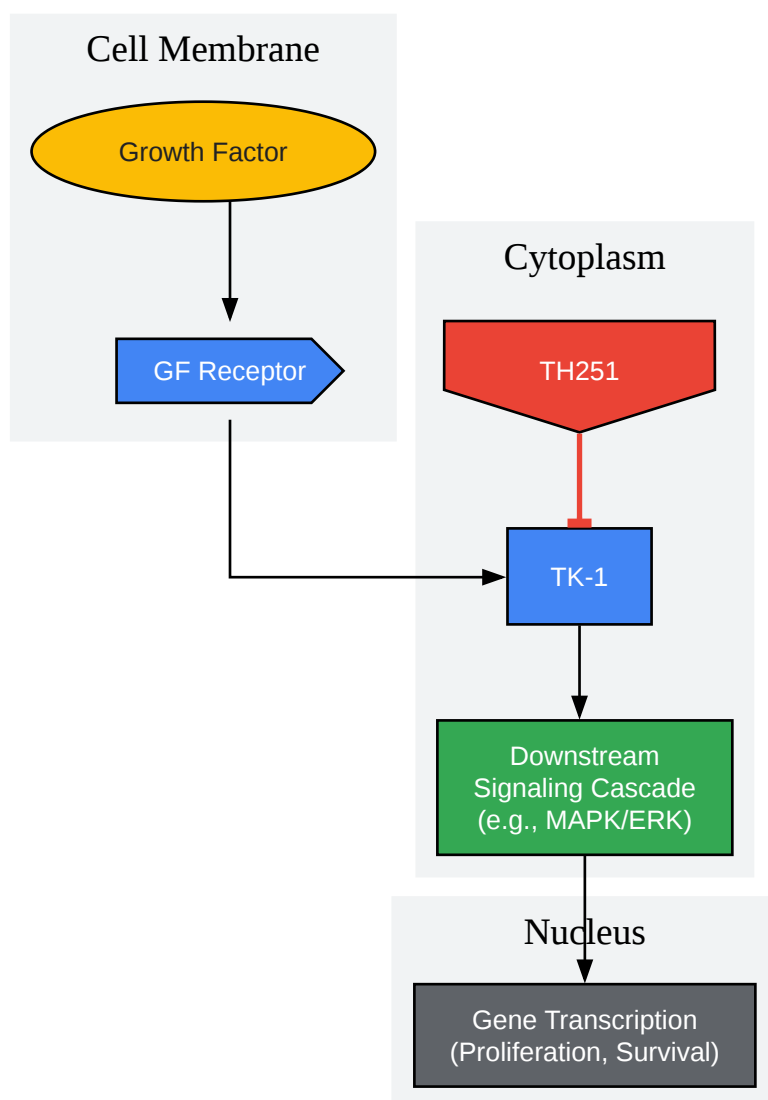 Cell Membrane
Growth Factor
GF Receptor
Cytoplasm
TH251
TK-1
Downstream
Signaling Cascade
(e.g., MAPK/ERK)
Nucleus
Gene Transcription
(Proliferation, Survival)